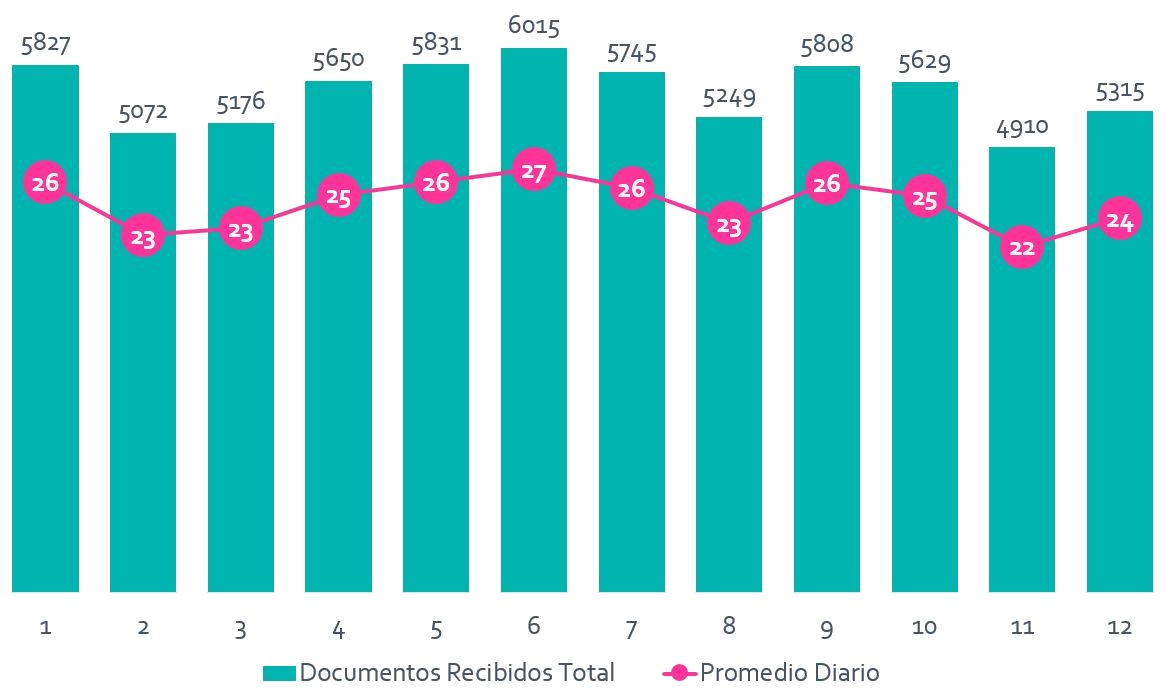 5827 5072 5176 5650 5831 6015 5745 5249 5808 5629 4910 5315
26 23 23 25 26 27 26 23 26 25 22 24
1 2 3 4 5 6 7 8 9 10 11 12
Documentos Recibidos Total Promedio Diario